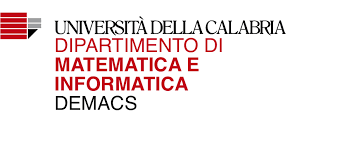 UNIVERSITÀ DELLA CALABRIA
DIPARTIMENTO DI
MATEMATICA E
INFORMATICA
DEMACS